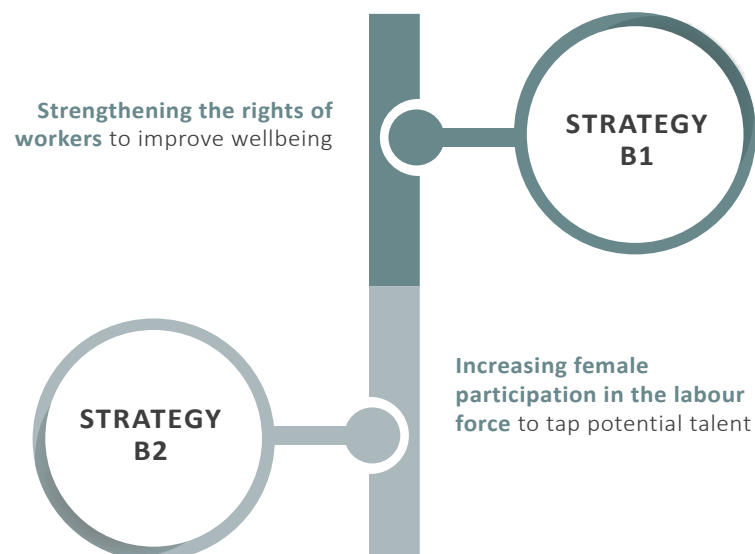 Strengthening the rights of
workers to improve wellbeing
STRATEGY
B1
STRATEGY
B2
Increasing female
participation in the labour
force to tap potential talent